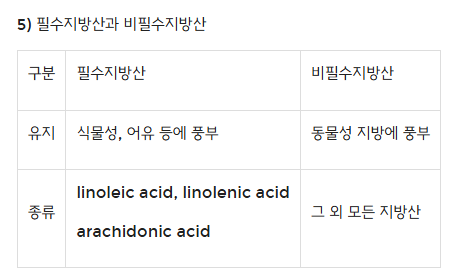 5) 필수지방산과 비필수지방산
구분 필수지방산 비필수지방산
유지 식물성, 어유 등에 풍부 동물성 지방에 풍부
linoleic acid, linolenic acid
종류 그 외 모든 지방산
arachidonic acid